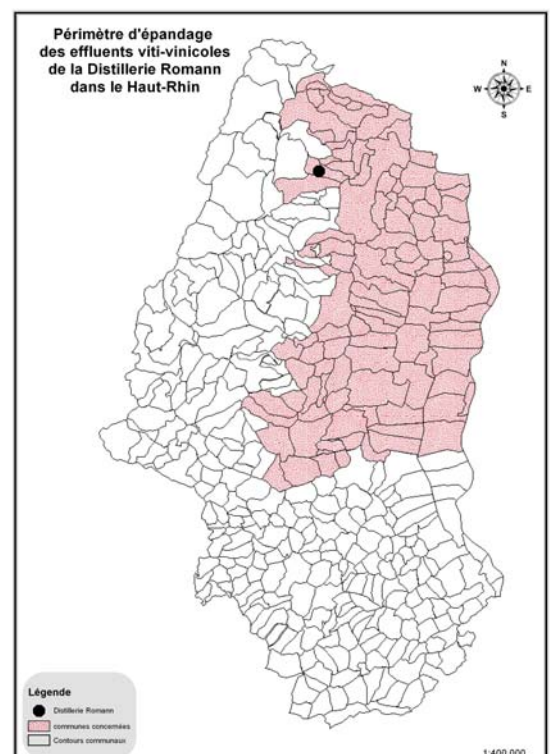 Périmètre d'épandage
des effluents viti-vinicoles
de la Distillerie Romann
dans le Haut-Rhin
N
W E
S
Légende
Distillerie Romann
communes concernées
Contours communaux
1:400 000